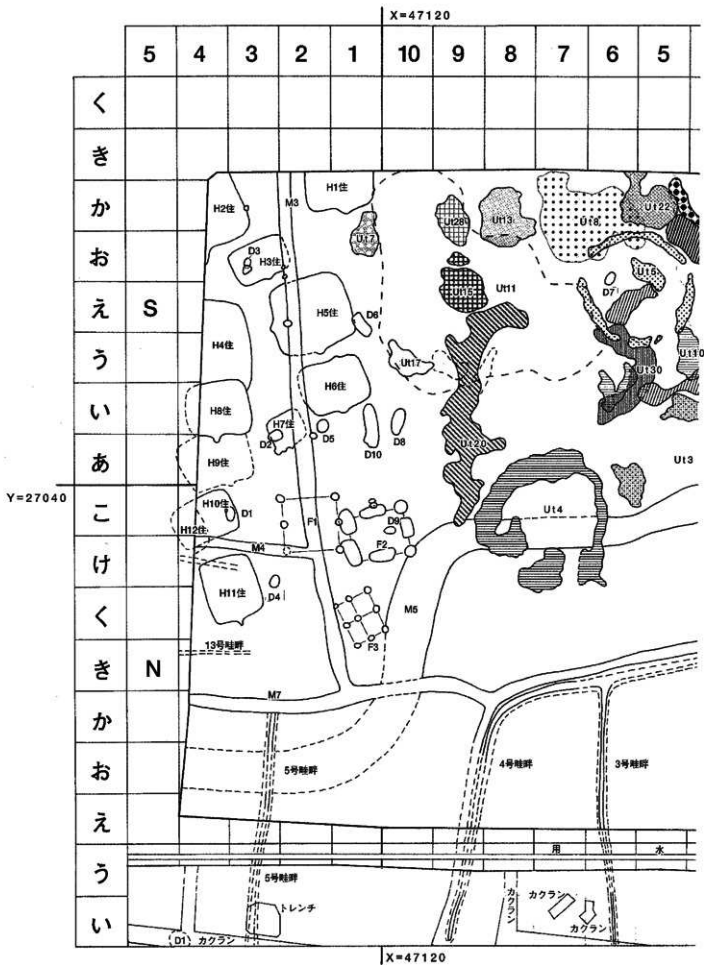 X=47120
5 4 3 2 1 10 9 8 7 6 5
く
き
か
お
え S
う
い
あ
Y=27040
こ
け
く
き N
か
お
え
う
い
H1住
H2住
M3
Ut7
Ut28
Ut13
Ut8
Ut22
D3
H3住
Ut5
D7
Ut15
Ut11
H5住
D6
H4住
Ut17
Ut10
Ut30
H6住
H8住
H7住
D2
D5
D10
D8
Ut20
H9住
Ut3
H10住
D1
H12住
F1
D9
F2
Ut4
M4
H11住
D4
M5
F3
13号畦畔
M7
5号畦畔
4号畦畔
3号畦畔
用 水
5号畦畔
トレンチ
カクラン
カクラン
カクラン
D1
カクラン
X=47120